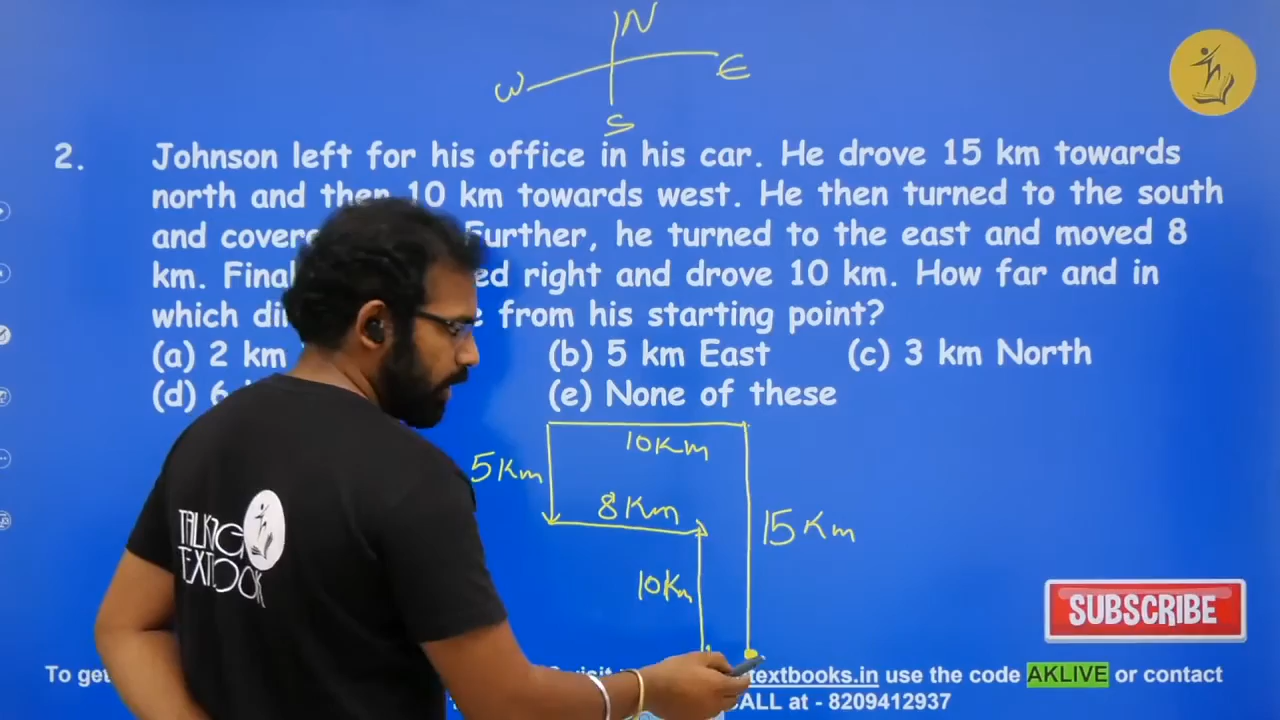 N
W
E
S
2. Johnson left for his office in his car. He drove 15 km towards
north and then 10 km towards west. He then turned to the south
and covere Further, he turned to the east and moved 8
km. Final ed right and drove 10 km. How far and in
which di e from his starting point?
(a) 2 km (b) 5 km East (c) 3 km North
(d) 6 (e) None of these
10Km
5Km
8Km
15Km
10Km
TALKING
TEXTBOOK
SUBSCRIBE
To get visit textbooks.in use the code AKLIVE or contact
CALL at - 8209412937